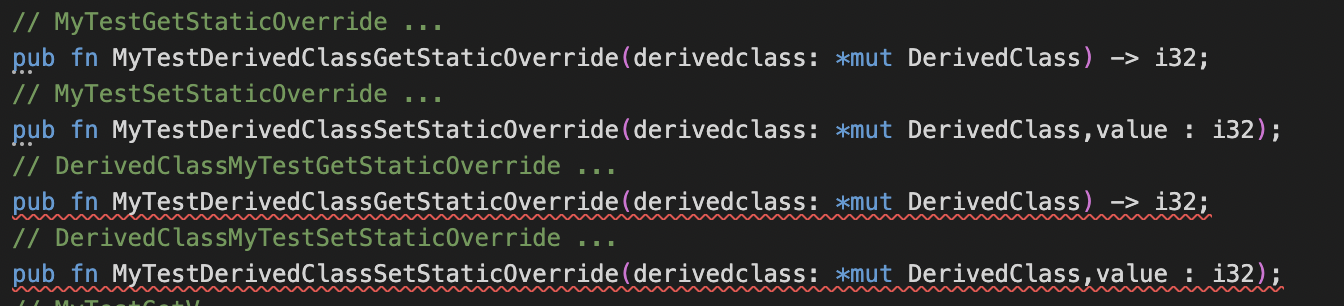 // MyTestGetStaticOverride ...
pub fn MyTestDerivedClassGetStaticOverride(derivedclass: *mut DerivedClass) -> i32;
// MyTestSetStaticOverride ...
pub fn MyTestDerivedClassSetStaticOverride(derivedclass: *mut DerivedClass,value : i32);
// DerivedClassMyTestGetStaticOverride ...
pub fn MyTestDerivedClassGetStaticOverride(derivedclass: *mut DerivedClass) -> i32;
// DerivedClassMyTestSetStaticOverride ...
pub fn MyTestDerivedClassSetStaticOverride(derivedclass: *mut DerivedClass,value : i32);